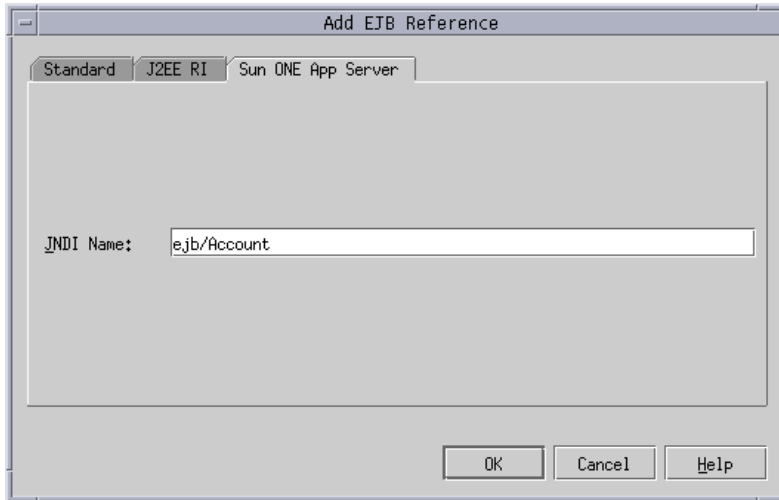 Add EJB Reference
Standard J2EE RI Sun ONE App Server
JNDI Name: ejb/Account
OK Cancel Help